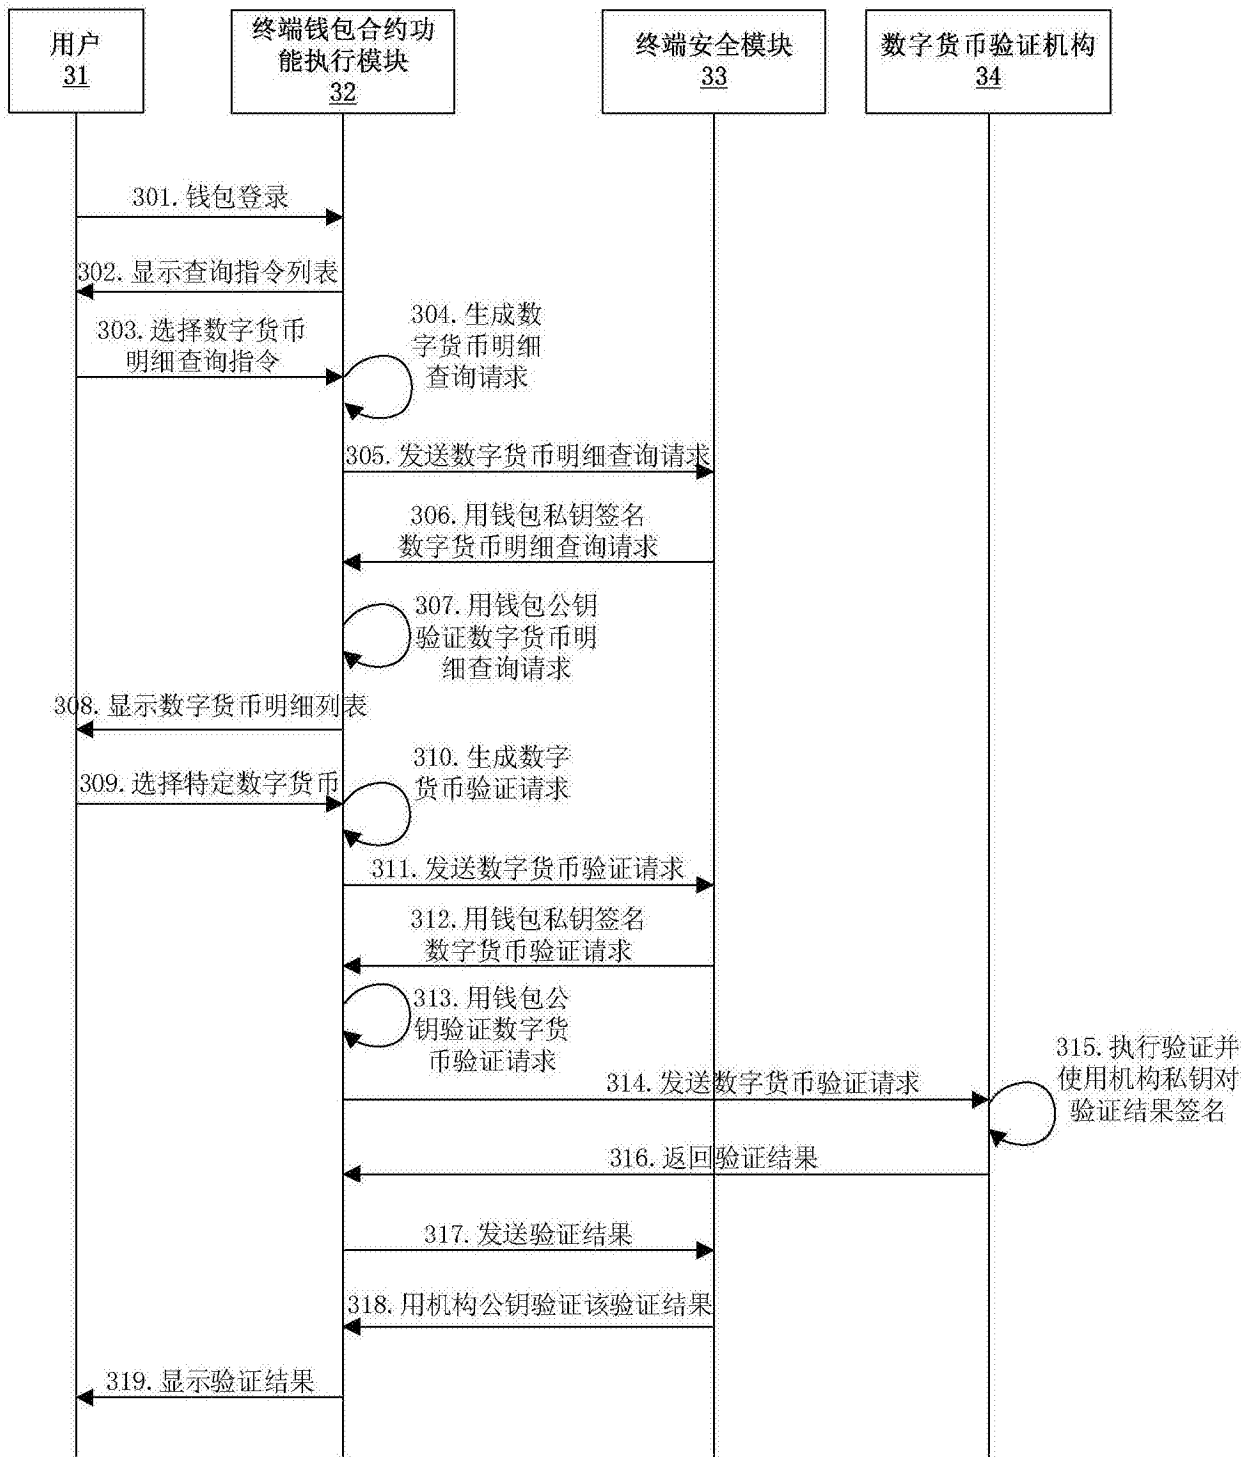 用户
31
终端钱包合约功
能执行模块
32
终端安全模块
33
数字货币验证机构
34
301.钱包登录
302.显示查询指令列表
303.选择数字货币
明细查询指令
304.生成数
字货币明细
查询请求
305.发送数字货币明细查询请求
306.用钱包私钥签名
数字货币明细查询请求
307.用钱包公钥
验证数字货币明
细查询请求
308.显示数字货币明细列表
309.选择特定数字货币
310.生成数字
货币验证请求
311.发送数字货币验证请求
312.用钱包私钥签名
数字货币验证请求
313.用钱包公
钥验证数字货
币验证请求
314.发送数字货币验证请求
315.执行验证并
使用机构私钥对
验证结果签名
316.返回验证结果
317.发送验证结果
318.用机构公钥验证该验证结果
319.显示验证结果